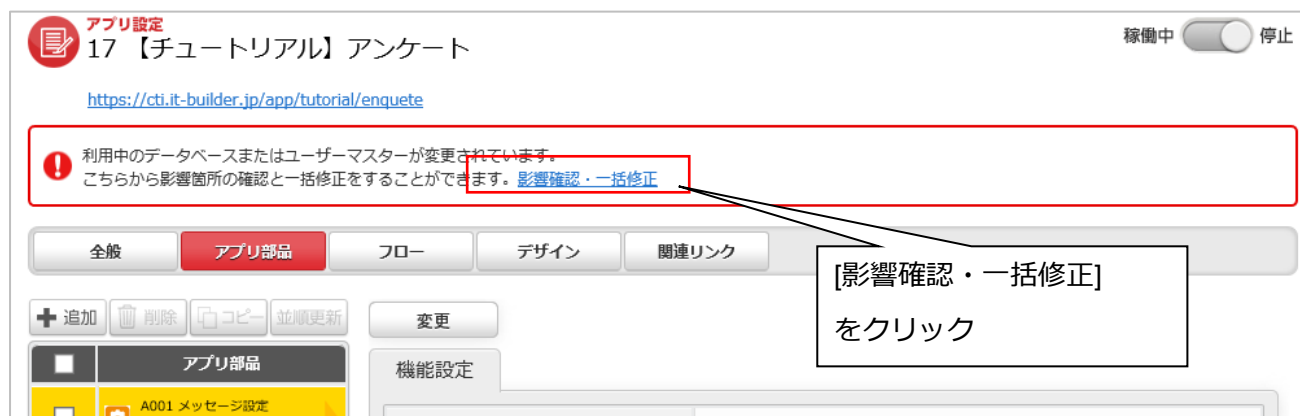 アプリ設定
17 【チュートリアル】アンケート
稼働中 停止
https://cti.it-builder.jp/app/tutorial/enquete
利用中のデータベースまたはユーザーマスターが変更されています。
こちらから影響箇所の確認と一括修正をすることができます。影響確認・一括修正
全般 アプリ部品 フロー デザイン 関連リンク
[影響確認・一括修正]
をクリック
追加 削除 コピー 並順更新
変更
アプリ部品
機能設定
A001 メッセージ設定